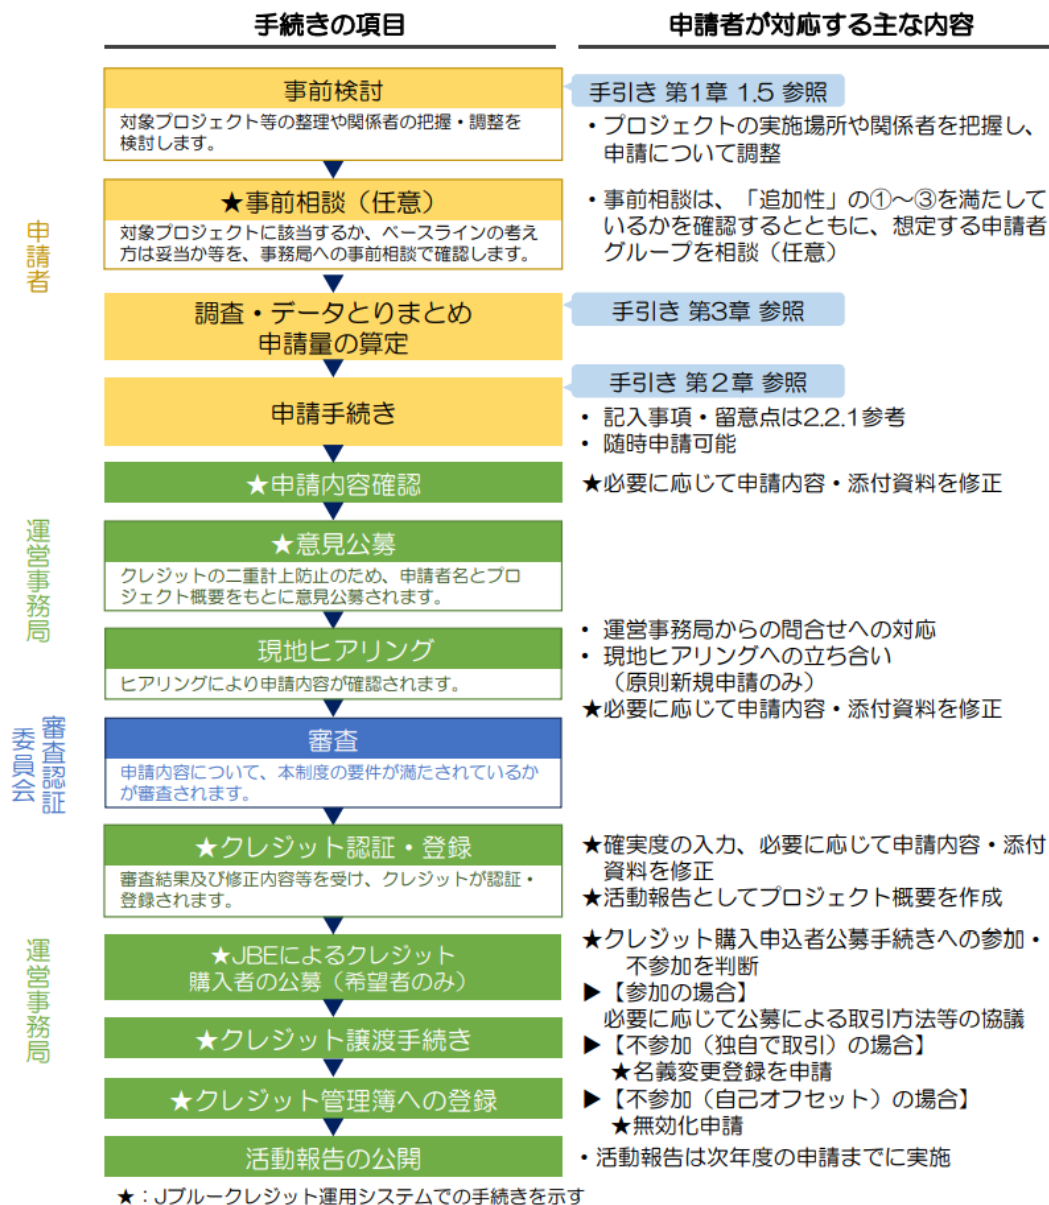 手続きの項目
申請者が対応する主な内容
申請者
事前検討
対象プロジェクト等の整理や関係者の把握・調整を
検討します。
手引き 第1章 1.5 参照
・プロジェクトの実施場所や関係者を把握し、
申請について調整
★事前相談（任意）
対象プロジェクトに該当するか、ベースラインの考え
方は妥当か等を、事務局への事前相談で確認します。
・事前相談は、「追加性」の①～③を満たして
いるかを確認するとともに、想定する申請者
グループを相談（任意）
調査・データとりまとめ
申請量の算定
手引き 第3章 参照
申請手続き
手引き 第２章 参照
・ 記入事項・留意点は2.2.1参考
・ 随時申請可能
運営事務局
★申請内容確認
★必要に応じて申請内容・添付資料を修正
★意見公募
クレジットの二重計上防止のため、申請者名とプロ
ジェクト概要をもとに意見公募されます。
現地ヒアリング
ヒアリングにより申請内容が確認されます。
・ 運営事務局からの問合せへの対応
・ 現地ヒアリングへの立ち合い
（原則新規申請のみ）
★必要に応じて申請内容・添付資料を修正
審査認証
委員会
審査
申請内容について、本制度の要件が満たされているか
が審査されます。
運営事務局
★クレジット認証・登録
審査結果及び修正内容等を受け、クレジットが認証・
登録されます。
★確実度の入力、必要に応じて申請内容・添付
資料を修正
★活動報告としてプロジェクト概要を作成
★JBEによるクレジット
購入者の公募（希望者のみ）
★クレジット購入申込者公募手続きへの参加・
不参加を判断
▶【参加の場合】
必要に応じて公募による取引方法等の協議
★クレジット譲渡手続き
▶【不参加（独自で取引）の場合】
★名義変更登録を申請
★クレジット管理簿への登録
▶【不参加（自己オフセット）の場合】
★無効化申請
活動報告の公開
・活動報告は次年度の申請までに実施
★：Jブルークレジット運用システムでの手続きを示す